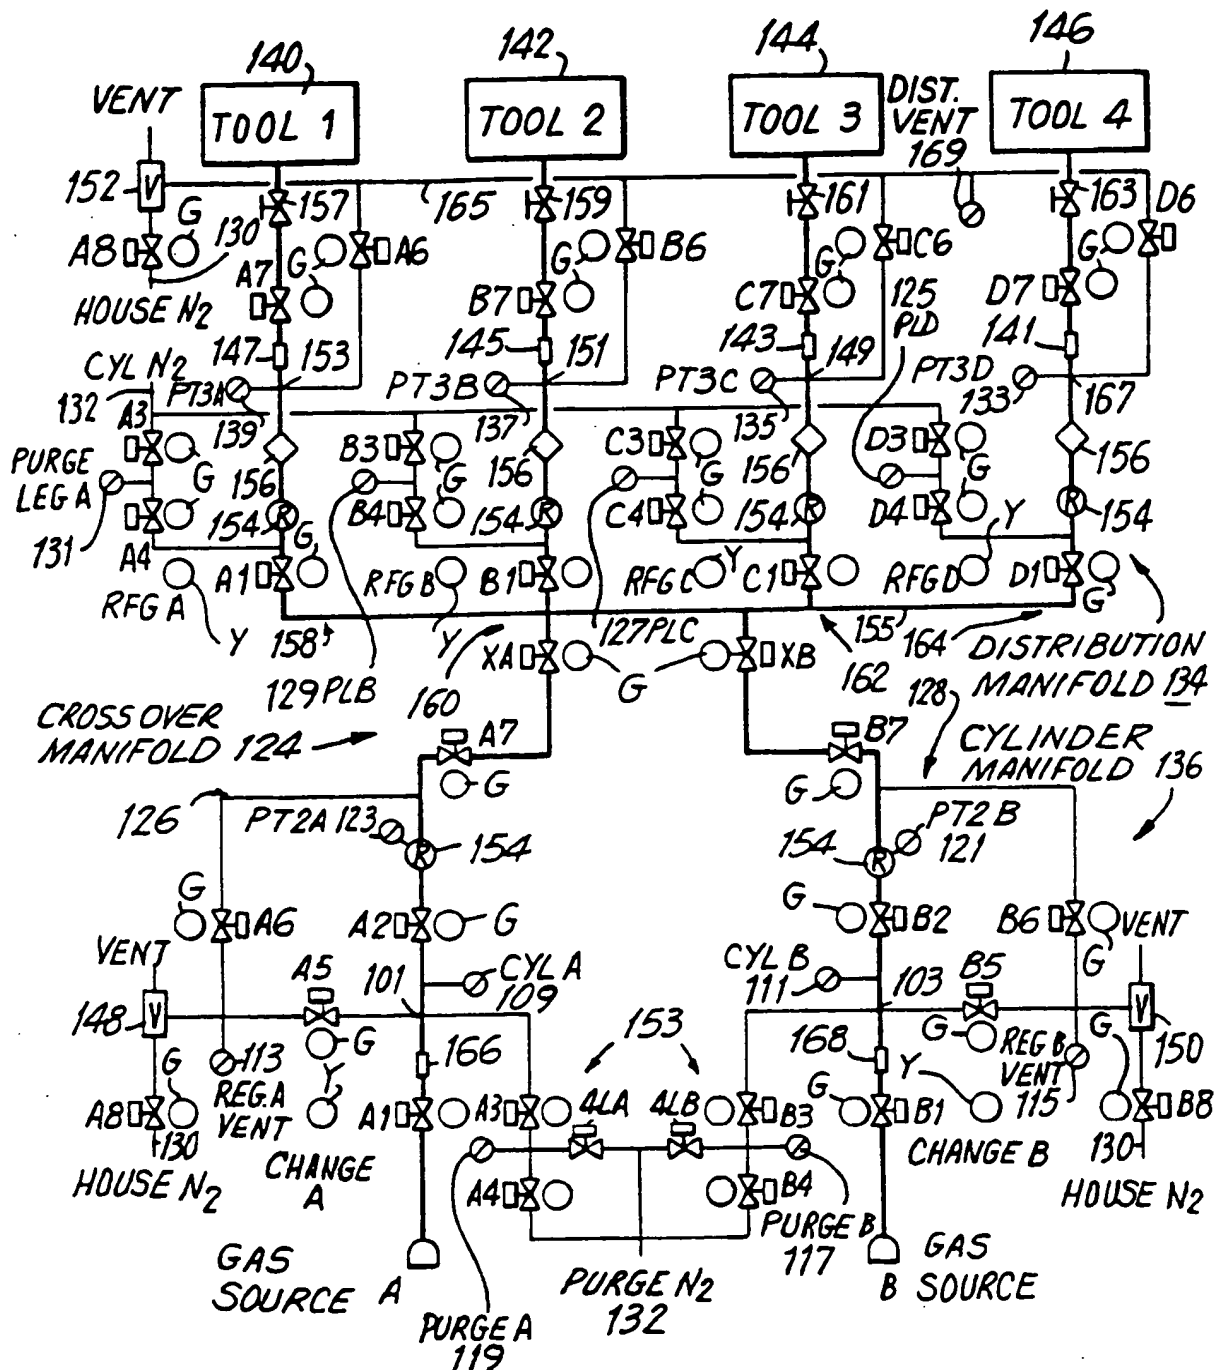 140
142
144
146
VENT
TOOL 1
TOOL 2
TOOL 3
DIST.
VENT
169
TOOL 4
152
V
157
165
159
161
163
D6
A8
G
130
G
A6
G
B6
G
C6
G
A7
HOUSE N2
B7
C7
125
PLD
D7
147
153
145
151
143
149
141
CYL N2
132
PT3A
PT3B
PT3C
PT3D
133
167
A3
139
137
135
B3
C3
D3
PURGE
LEG A
G
156
G
156
G
156
G
156
131
A4
154
R
B4
154
R
C4
154
R
D4
R
154
G
Y
A1
RFG A
RFG B
B1
RFG C
Y
C1
RFG D
D1
G
Y
158
Y
127 PLC
155
164
DISTRIBUTION
MANIFOLD 134
129 PLB
160
XA
G
XB
162
128
CROSSOVER
MANIFOLD 124
A7
B7
CYLINDER
MANIFOLD 136
G
G
126
PT2A 123
R
154
154
R
PT2B
121
G
A6
A2
G
G
B2
B6
G
VENT
VENT
A5
101
CYL A
109
CYL B
111
103
B5
148
V
G
166
153
168
G
REG B
VENT
115
G
V
150
G
113
REG. A
VENT
Y
Y
A8
130
HOUSE N2
A1
A3
4LA
4LB
B3
G
B1
B8
CHANGE
A
CHANGE B
130
HOUSE N2
A4
B4
PURGE B
117
GAS
SOURCE A
PURGE N2
132
GAS
B SOURCE
PURGE A
119